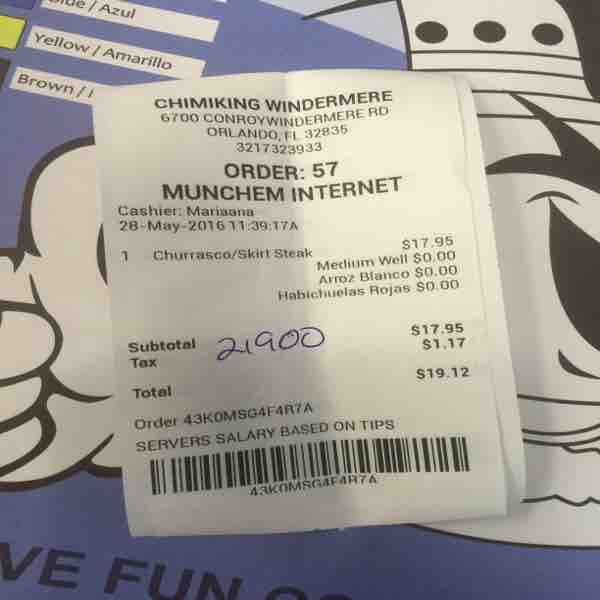 Blue / Azul
Yellow / Amarillo
Brown /
CHIMIKING WINDERMERE
6700 CONROYWINDERMERE RD
ORLANDO, FL 32835
3217323933
ORDER: 57
MUNCHEM INTERNET
Cashier: Mariaana
28-May-2016 11:39:17A
1 Churrasco/Skirt Steak $17.95
Medium Well $0.00
Arroz Blanco $0.00
Habichuelas Rojas $0.00
Subtotal $17.95
21900
Tax $1.17
Total $19.12
Order 43K0MSG4F4R7A
SERVERS SALARY BASED ON TIPS
43K0MSG4F4R7A
VE FUN